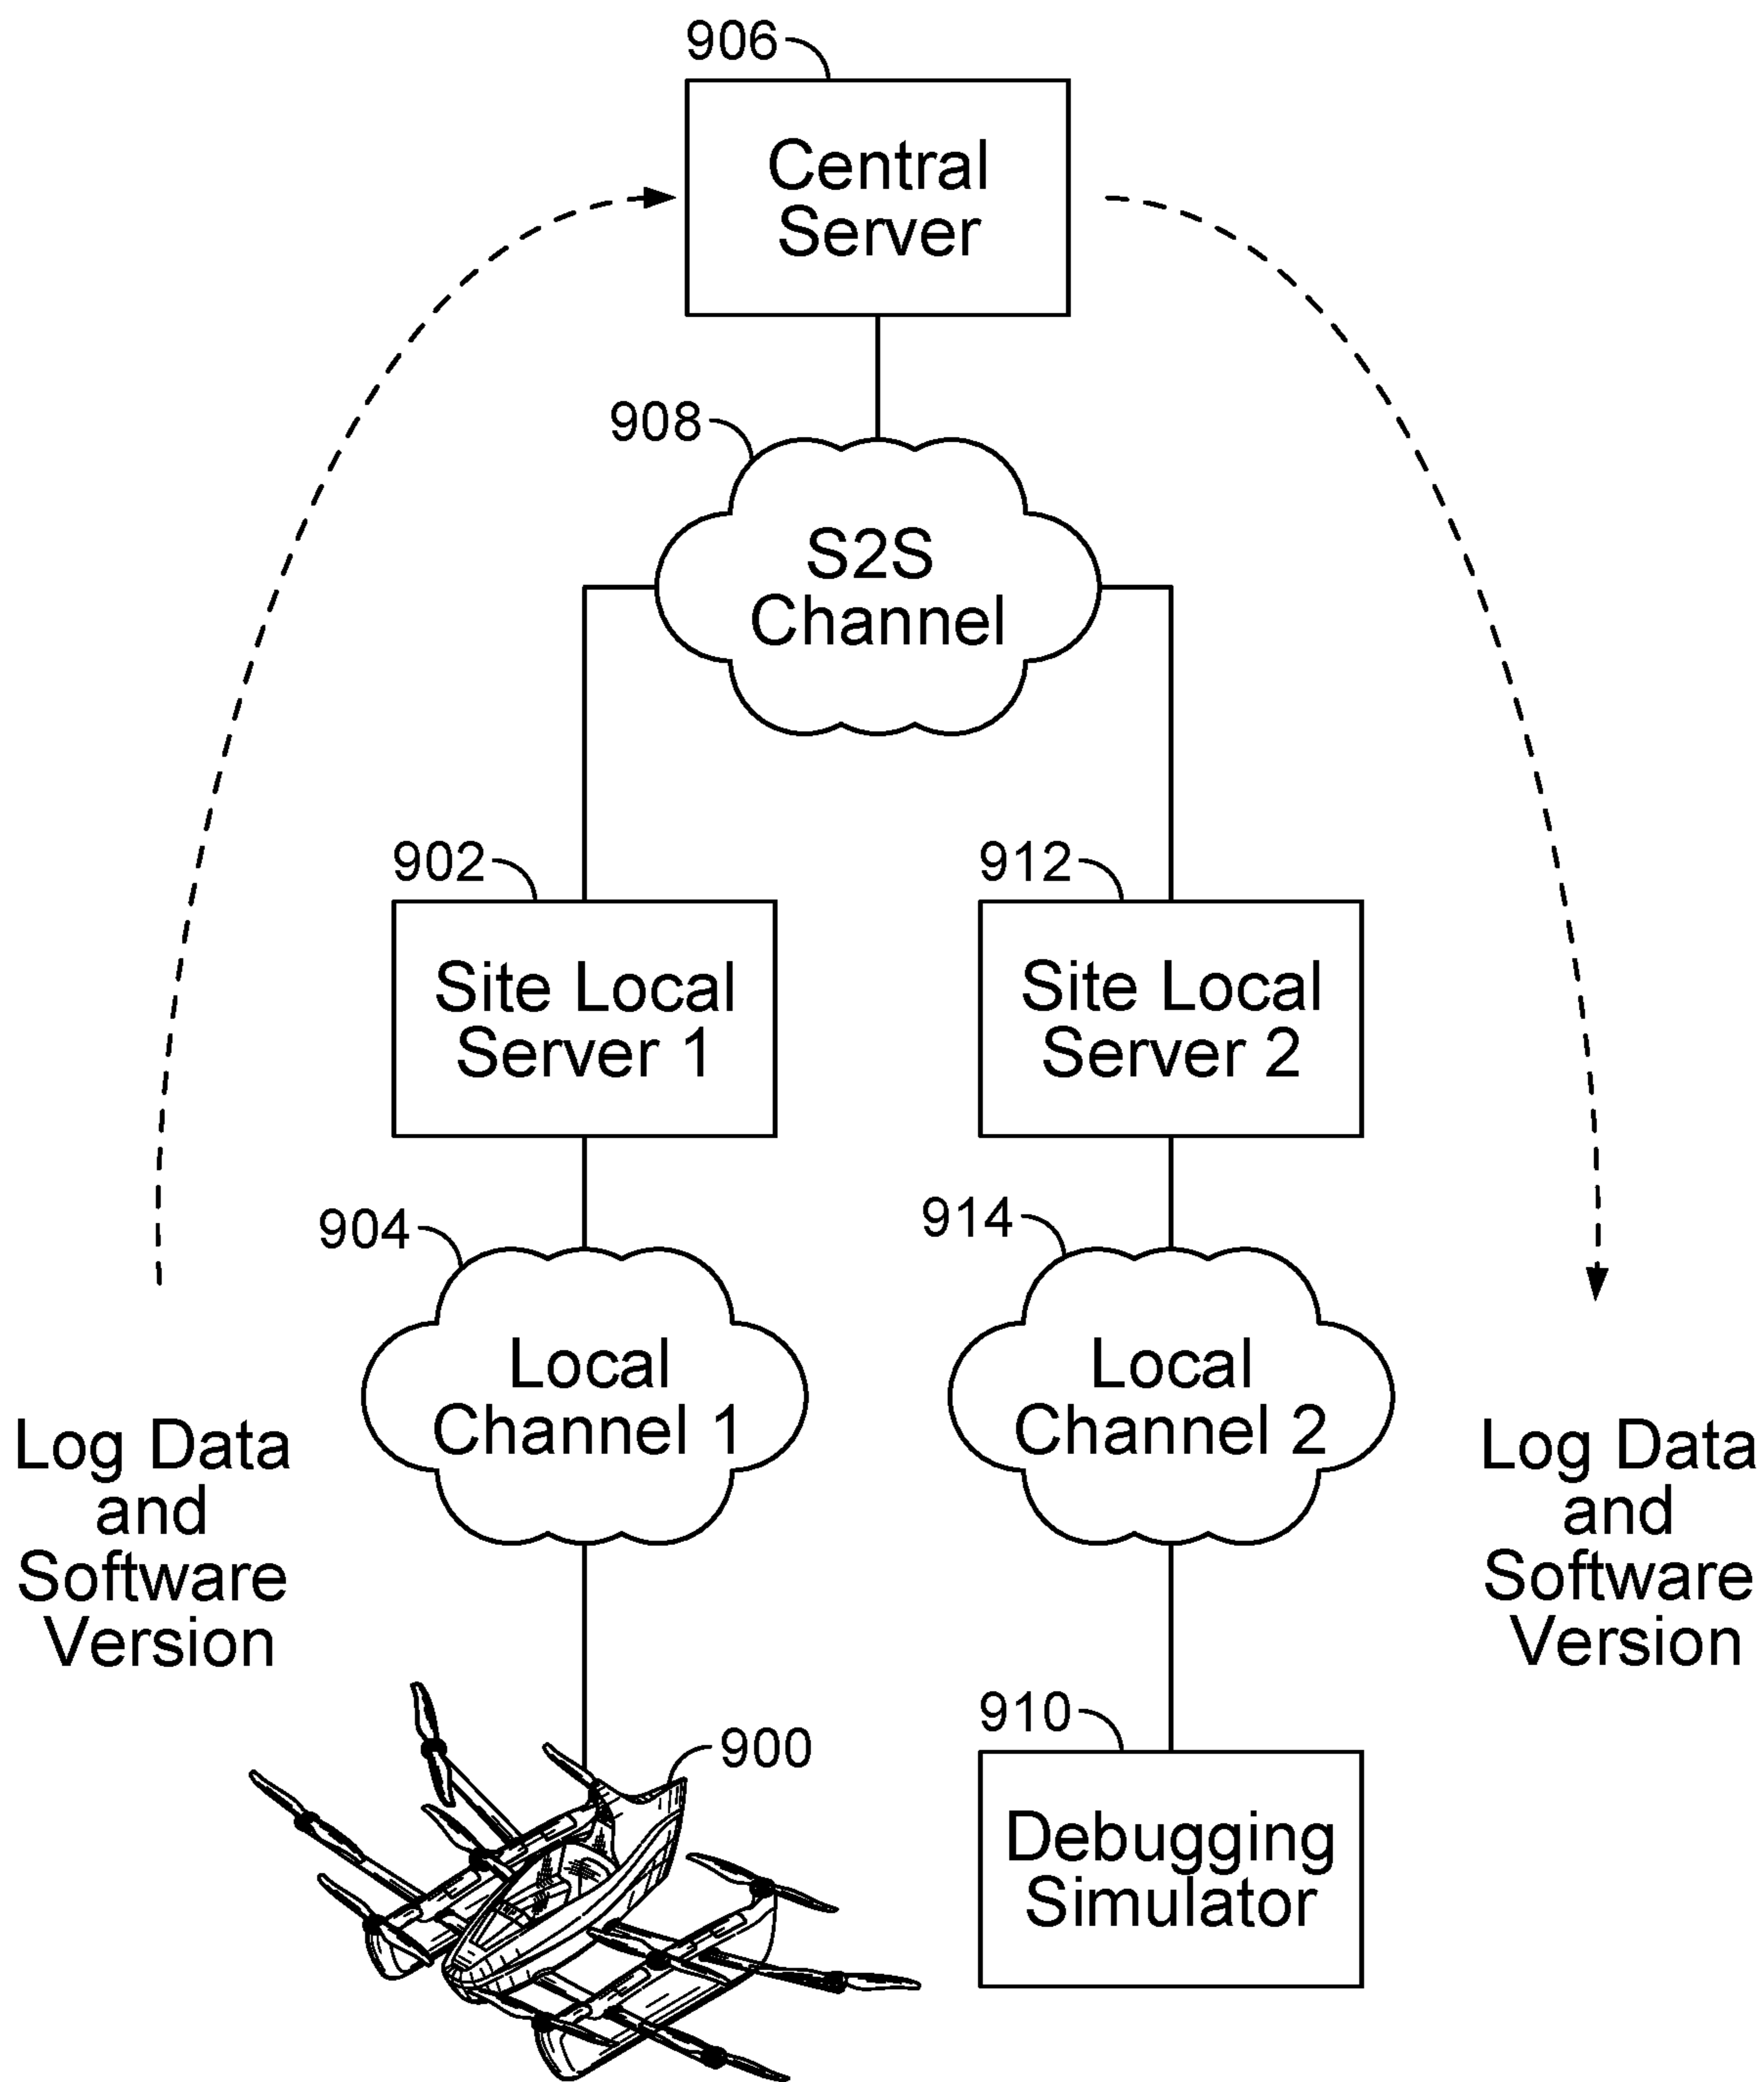 906
Central
Server
908
S2S
Channel
902
912
Site Local
Server 1
Site Local
Server 2
904
914
Local
Channel 1
Local
Channel 2
Log Data
and
Software
Version
Log Data
and
Software
Version
900
910
Debugging
Simulator